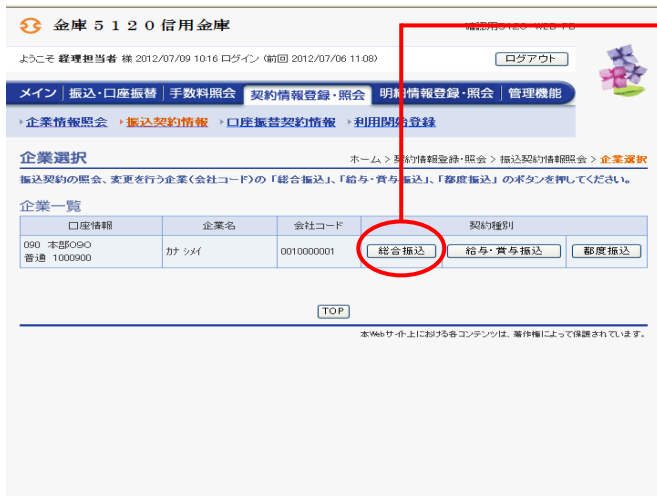 金庫５１２０信用金庫
ようこそ 経理担当者 様 2012/07/09 10:16 ログイン (前回 2012/07/06 11:08)
ログアウト
メイン 振込・口座振替 手数料照会 契約情報登録・照会 明細情報登録・照会 管理機能
企業情報照会 振込契約情報 口座振替契約情報 利用開始登録
企業選択
ホーム > 契約情報登録・照会 > 振込契約情報照会 > 企業選択
振込契約の照会、変更を行う企業(会社コード)の「総合振込」、「給与・賞与振込」、「都度振込」のボタンを押してください。
企業一覧
口座情報 企業名 会社コード 契約種別
090 本部090
普通 1000900
カナ シメイ 0010000001 総合振込 給与・賞与振込 都度振込
TOP
本Webサイト上における各コンテンツは、著作権によって保護されています。